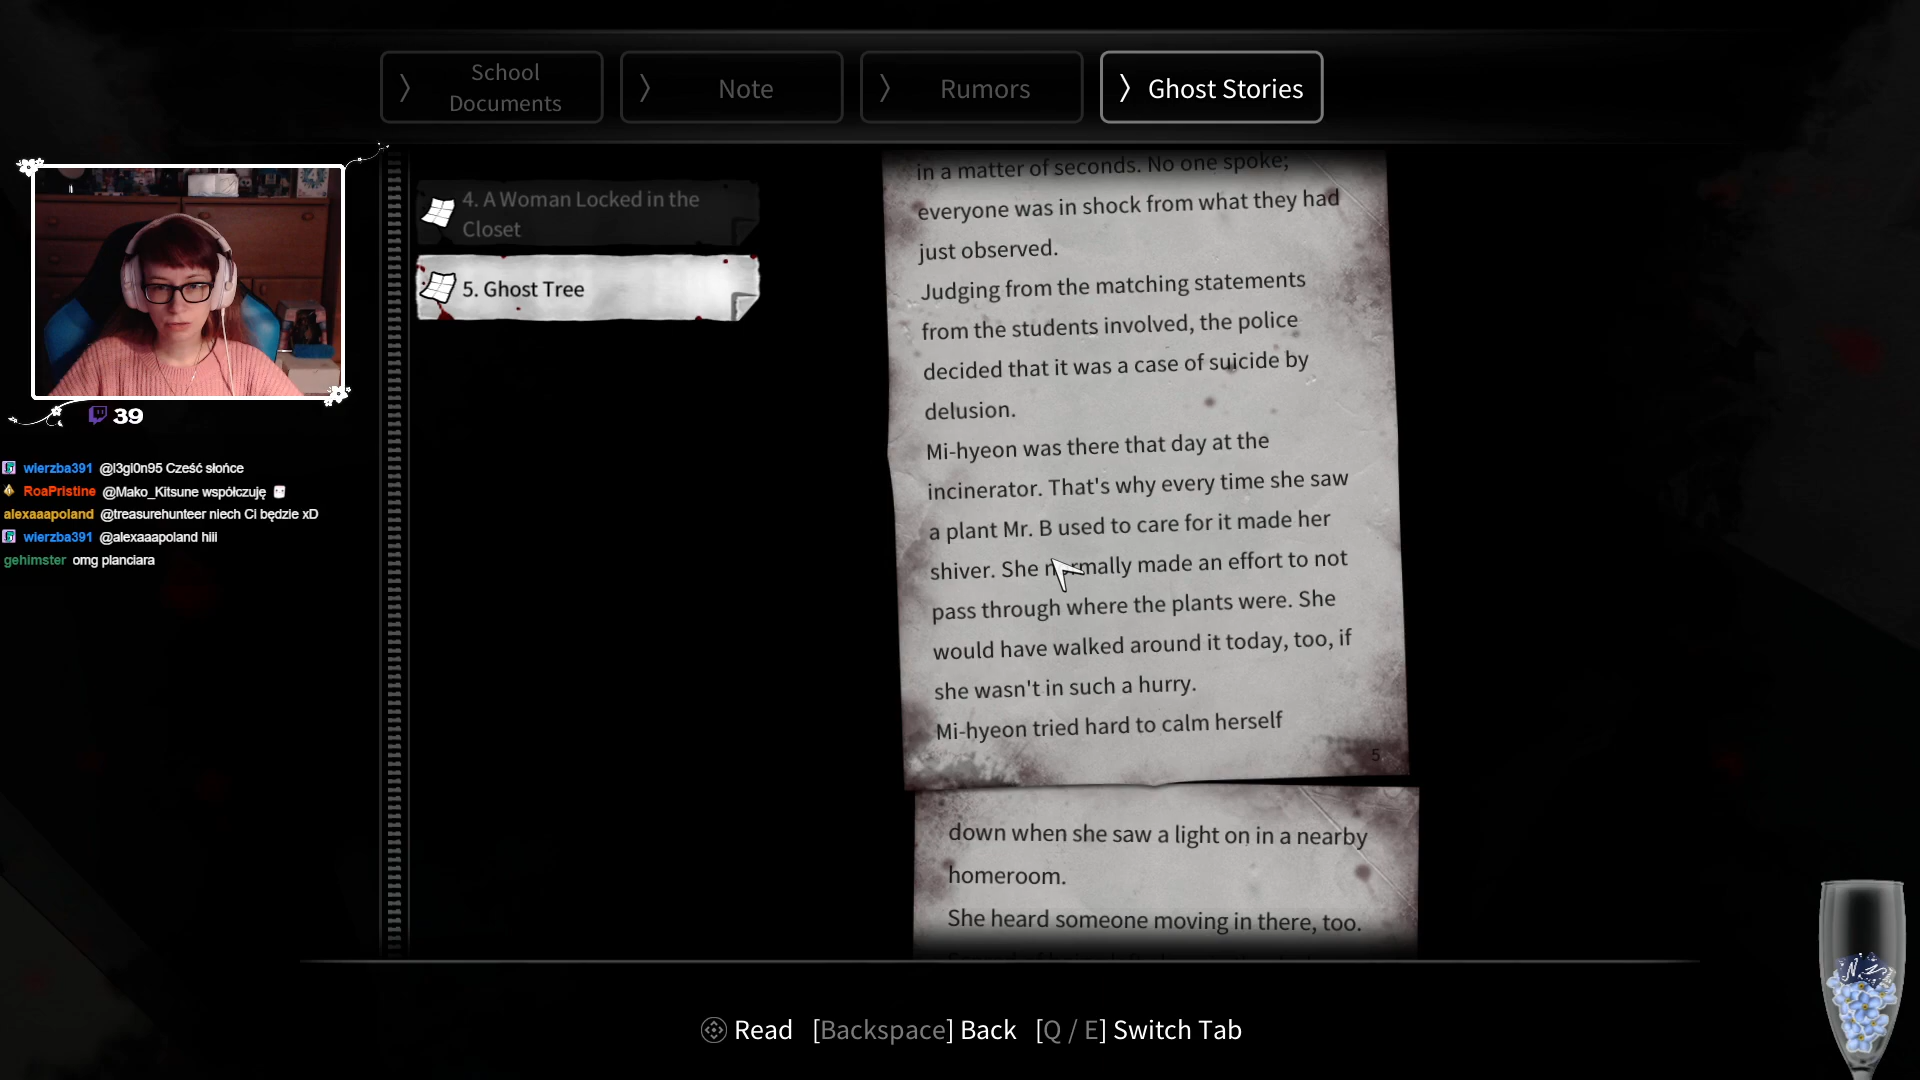 School
Documents
Note
Rumors
Ghost Stories
4. A Woman Locked in the
Closet
5. Ghost Tree
in a matter of seconds. No one spoke;
everyone was in shock from what they had
just observed.
Judging from the matching statements
from the students involved, the police
decided that it was a case of suicide by
delusion.
Mi-hyeon was there that day at the
incinerator. That's why every time she saw
a plant Mr. B used to care for it made her
shiver. She normally made an effort to not
pass through where the plants were. She
would have walked around it today, too, if
she wasn't in such a hurry.
Mi-hyeon tried hard to calm herself
5
down when she saw a light on in a nearby
homeroom.
She heard someone moving in there, too.
39
wierzba391 @l3gl0n95 Cześć słońce
RoaPristine @Mako_Kitsune współczuję
alexaaapoland @treasurehunteer niech Ci będzie xD
wierzba391 @alexaaapoland hiii
gehimster omg planciara
Read [Backspace] Back [Q / E] Switch Tab